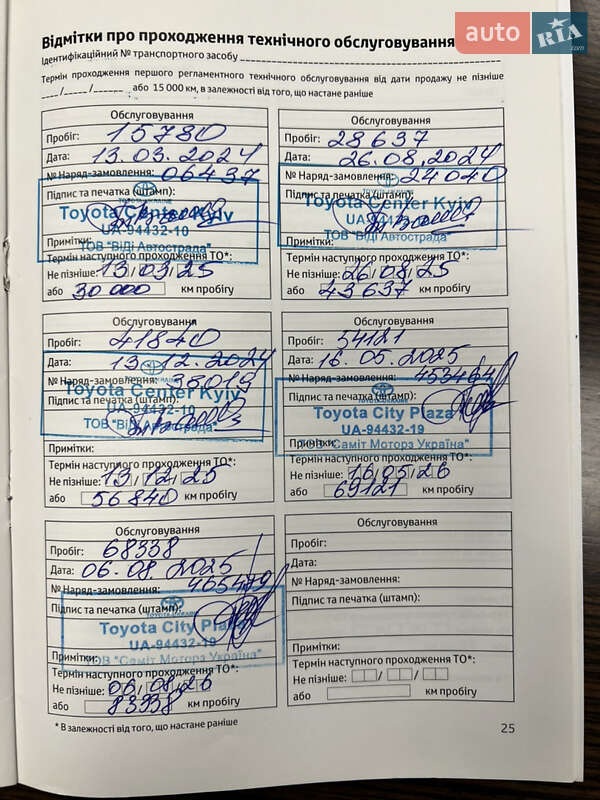 auto RIA .com
Відмітки про проходження технічного обслуговування
Ідентифікаційний № транспортного засобу
Термін проходження першого регламентного технічного обслуговування від дати продажу не пізніше
___/___/______ або 15 000 км, в залежності від того, що настане раніше
Обслуговування
Пробіг: 15780
Дата: 13.03.2024
№ Наряд-замовлення: 06437
Підпис та печатка (штамп):
Toyota Center Kyiv
UA-94432-10
ТОВ "ВіДі Автострада"
Примітки:
Термін наступного проходження ТО*:
Не пізніше: 13/03/25
або 30 000 км пробігу
Обслуговування
Пробіг: 28637
Дата: 26.08.2024
№ Наряд-замовлення: 24040
Підпис та печатка (штамп):
Toyota Center Kyiv
ТОВ "ВіДі Автострада"
Примітки:
Термін наступного проходження ТО*:
Не пізніше: 26/08/25
або 43637 км пробігу
Обслуговування
Пробіг: 41840
Дата: 13.12.2024
№ Наряд-замовлення: 35019
Підпис та печатка (штамп):
Toyota Center Kyiv
UA-94432-10
ТОВ "ВіДі Автострада"
Примітки:
Термін наступного проходження ТО*:
Не пізніше: 13/12/25
або 56840 км пробігу
Обслуговування
Пробіг: 54121
Дата: 16.05.2025
№ Наряд-замовлення: 453464
Підпис та печатка (штамп):
Toyota City Plaza
UA-94432-19
ТОВ "Саміт Моторз Україна"
Примітки:
Термін наступного проходження ТО*:
Не пізніше: 16/05/26
або 69121 км пробігу
Обслуговування
Пробіг: 68338
Дата: 06.08.2025
№ Наряд-замовлення: 465479
Підпис та печатка (штамп):
Toyota City Plaza
UA-94432-19
ТОВ "Саміт Моторз Україна"
Примітки:
Термін наступного проходження ТО*:
Не пізніше: 06/08/26
або 83338 км пробігу
Обслуговування
Пробіг:
Дата:
№ Наряд-замовлення:
Підпис та печатка (штамп):
Примітки:
Термін наступного проходження ТО*:
Не пізніше: / /
або км пробігу
* В залежності від того, що настане раніше
25